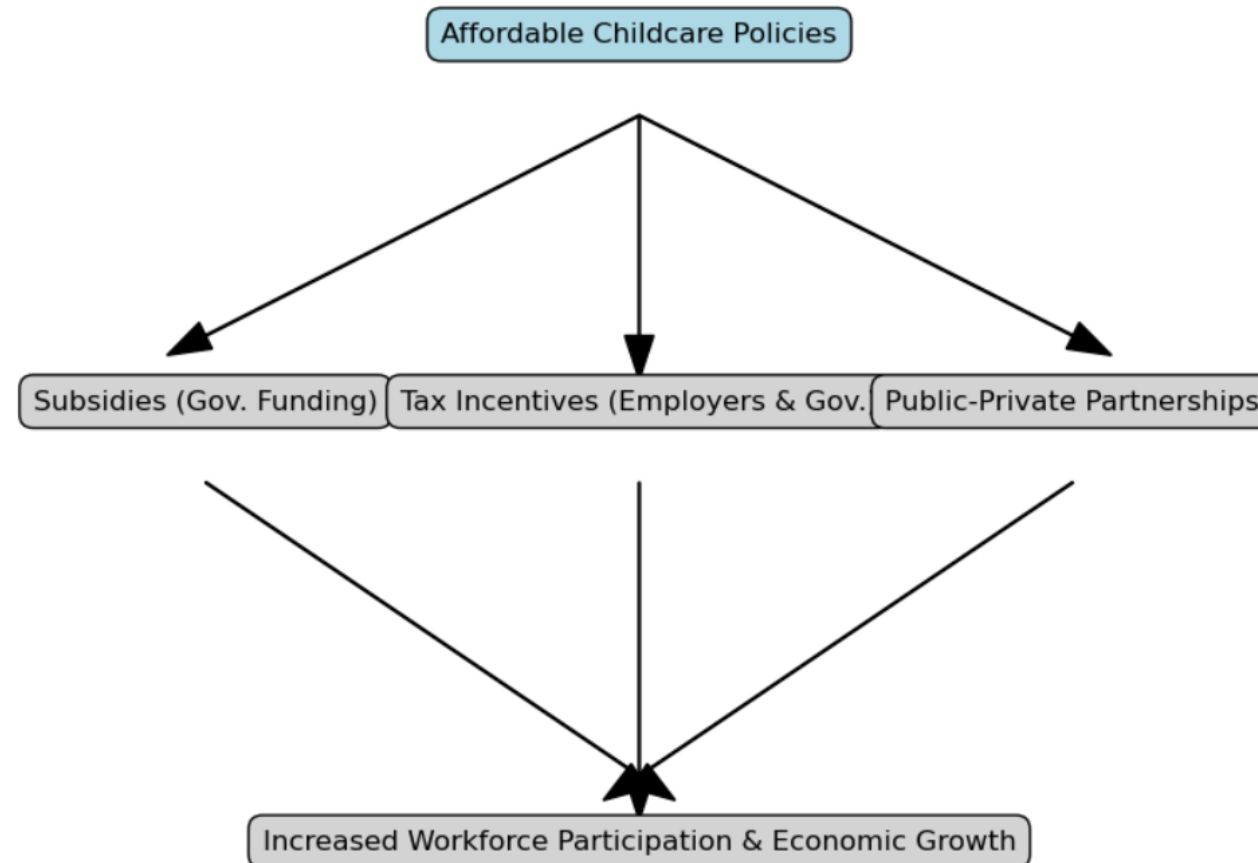 Affordable Childcare Policies
Subsidies (Gov. Funding)
Tax Incentives (Employers & Gov.
Public-Private Partnerships
Increased Workforce Participation & Economic Growth